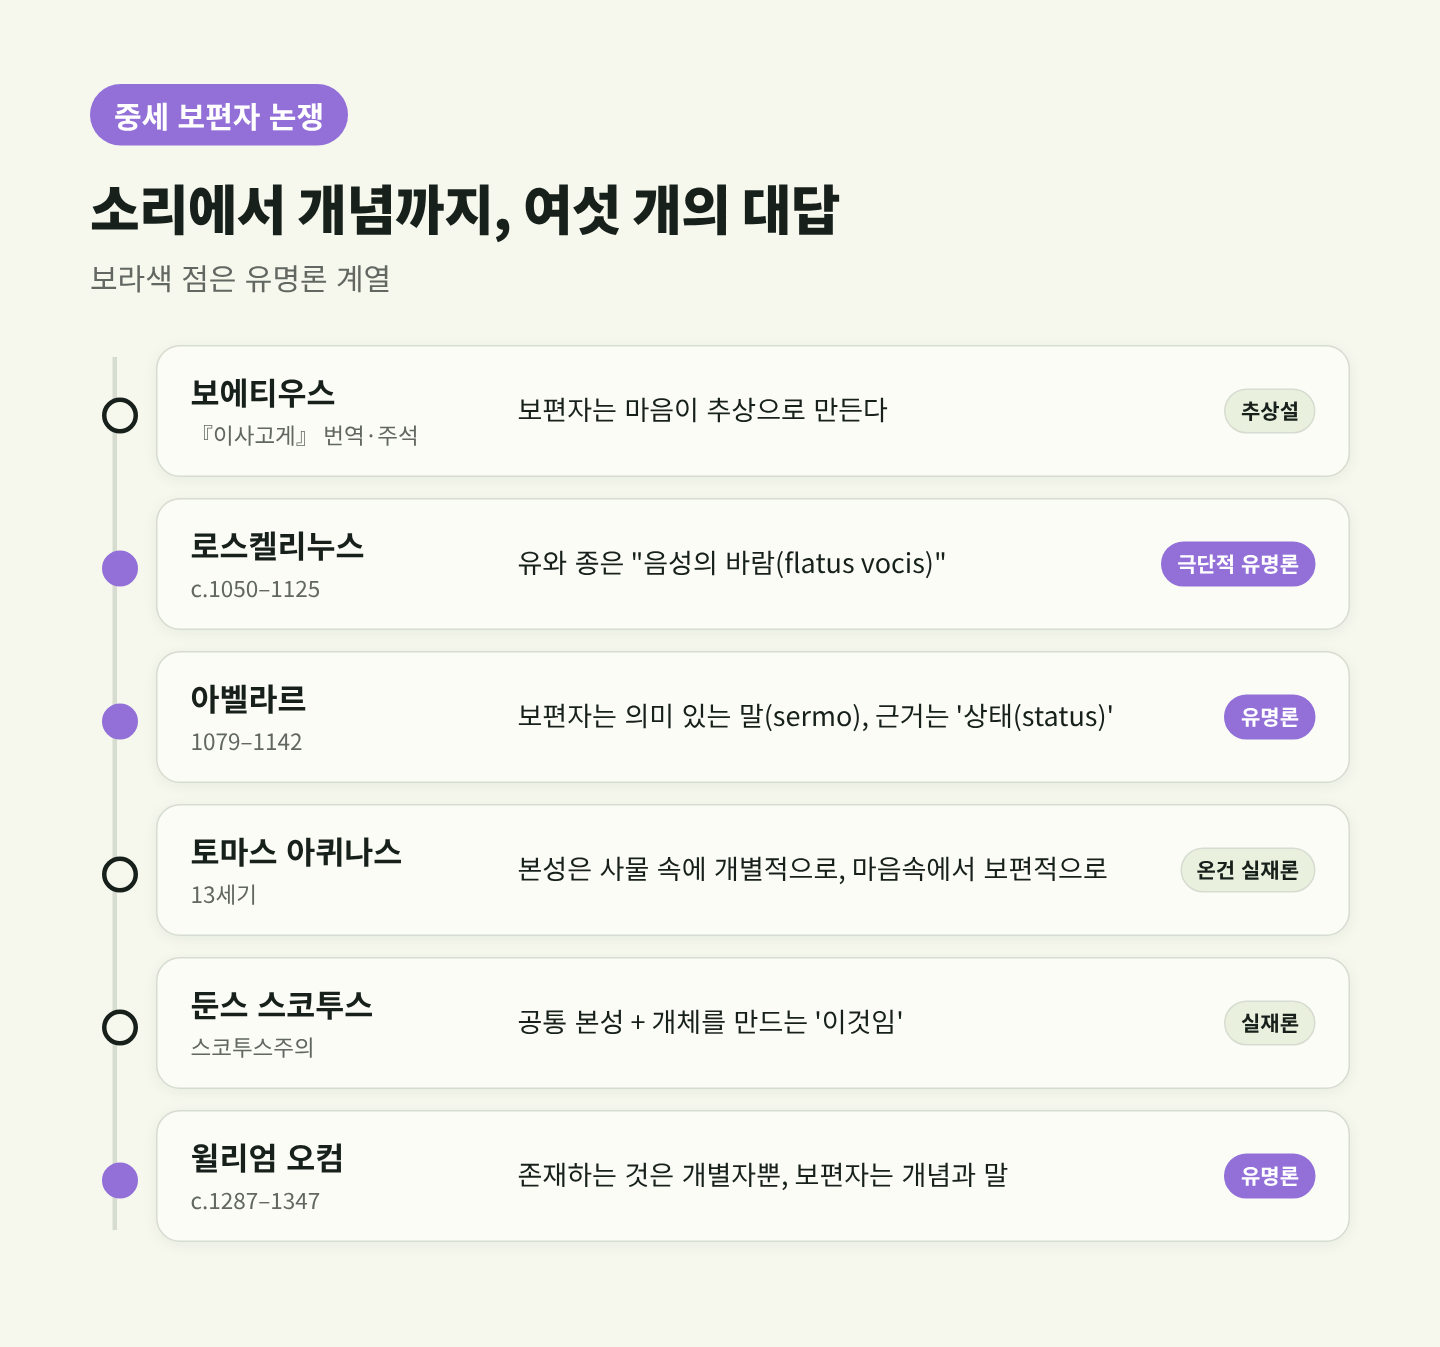 중세 보편자 논쟁
소리에서 개념까지, 여섯 개의 대답
보라색 점은 유명론 계열
보에티우스
『이사고게』 번역·주석
보편자는 마음이 추상으로 만든다
추상설
로스켈리누스
c.1050–1125
유와 종은 "음성의 바람(flatus vocis)"
극단적 유명론
아벨라르
1079–1142
보편자는 의미 있는 말(sermo), 근거는 '상태(status)'
유명론
토마스 아퀴나스
13세기
본성은 사물 속에 개별적으로, 마음속에서 보편적으로
온건 실재론
둔스 스코투스
스코투스주의
공통 본성 + 개체를 만드는 '이것임'
실재론
윌리엄 오컴
c.1287–1347
존재하는 것은 개별자뿐, 보편자는 개념과 말
유명론